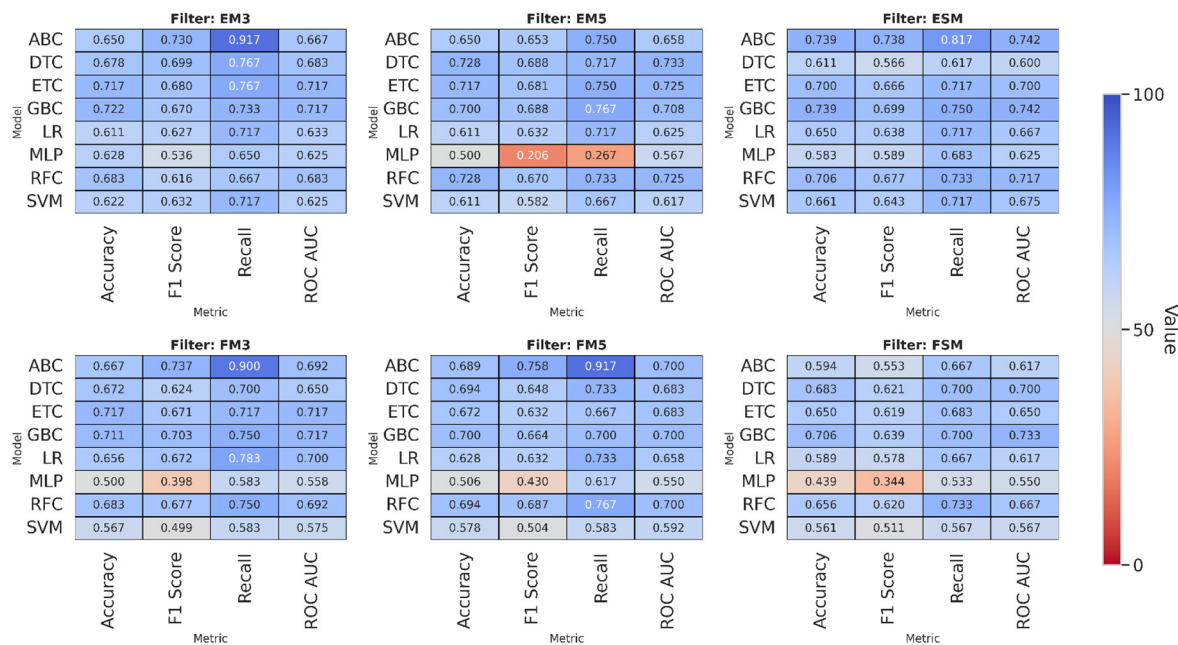 Filter: EM3
Model
ABC 0.650 0.730 0.917 0.667
DTC 0.678 0.699 0.767 0.683
ETC 0.717 0.680 0.767 0.717
GBC 0.722 0.670 0.733 0.717
LR 0.611 0.627 0.717 0.633
MLP 0.628 0.536 0.650 0.625
RFC 0.683 0.616 0.667 0.683
SVM 0.622 0.632 0.717 0.625
Accuracy F1 Score Recall ROC AUC
Metric
Filter: EM5
Model
ABC 0.650 0.653 0.750 0.658
DTC 0.728 0.688 0.717 0.733
ETC 0.717 0.681 0.750 0.725
GBC 0.700 0.688 0.767 0.708
LR 0.611 0.632 0.717 0.625
MLP 0.500 0.206 0.267 0.567
RFC 0.728 0.670 0.733 0.725
SVM 0.611 0.582 0.667 0.617
Accuracy F1 Score Recall ROC AUC
Metric
Filter: ESM
Model
ABC 0.739 0.738 0.817 0.742
DTC 0.611 0.566 0.617 0.600
ETC 0.700 0.666 0.717 0.700
GBC 0.739 0.699 0.750 0.742
LR 0.650 0.638 0.717 0.667
MLP 0.583 0.589 0.683 0.625
RFC 0.706 0.677 0.733 0.717
SVM 0.661 0.643 0.717 0.675
Accuracy F1 Score Recall ROC AUC
Metric
Filter: FM3
Model
ABC 0.667 0.737 0.900 0.692
DTC 0.672 0.624 0.700 0.650
ETC 0.717 0.671 0.717 0.717
GBC 0.711 0.703 0.750 0.717
LR 0.656 0.672 0.783 0.700
MLP 0.500 0.398 0.583 0.558
RFC 0.683 0.677 0.750 0.692
SVM 0.567 0.499 0.583 0.575
Accuracy F1 Score Recall ROC AUC
Metric
Filter: FM5
Model
ABC 0.689 0.758 0.917 0.700
DTC 0.694 0.648 0.733 0.683
ETC 0.672 0.632 0.667 0.683
GBC 0.700 0.664 0.700 0.700
LR 0.628 0.632 0.733 0.658
MLP 0.506 0.430 0.617 0.550
RFC 0.694 0.687 0.767 0.700
SVM 0.578 0.504 0.583 0.592
Accuracy F1 Score Recall ROC AUC
Metric
Filter: FSM
Model
ABC 0.594 0.553 0.667 0.617
DTC 0.683 0.621 0.700 0.700
ETC 0.650 0.619 0.683 0.650
GBC 0.706 0.639 0.700 0.733
LR 0.589 0.578 0.667 0.617
MLP 0.439 0.344 0.533 0.550
RFC 0.656 0.620 0.733 0.667
SVM 0.561 0.511 0.567 0.567
Accuracy F1 Score Recall ROC AUC
Metric
100
50
0
Value